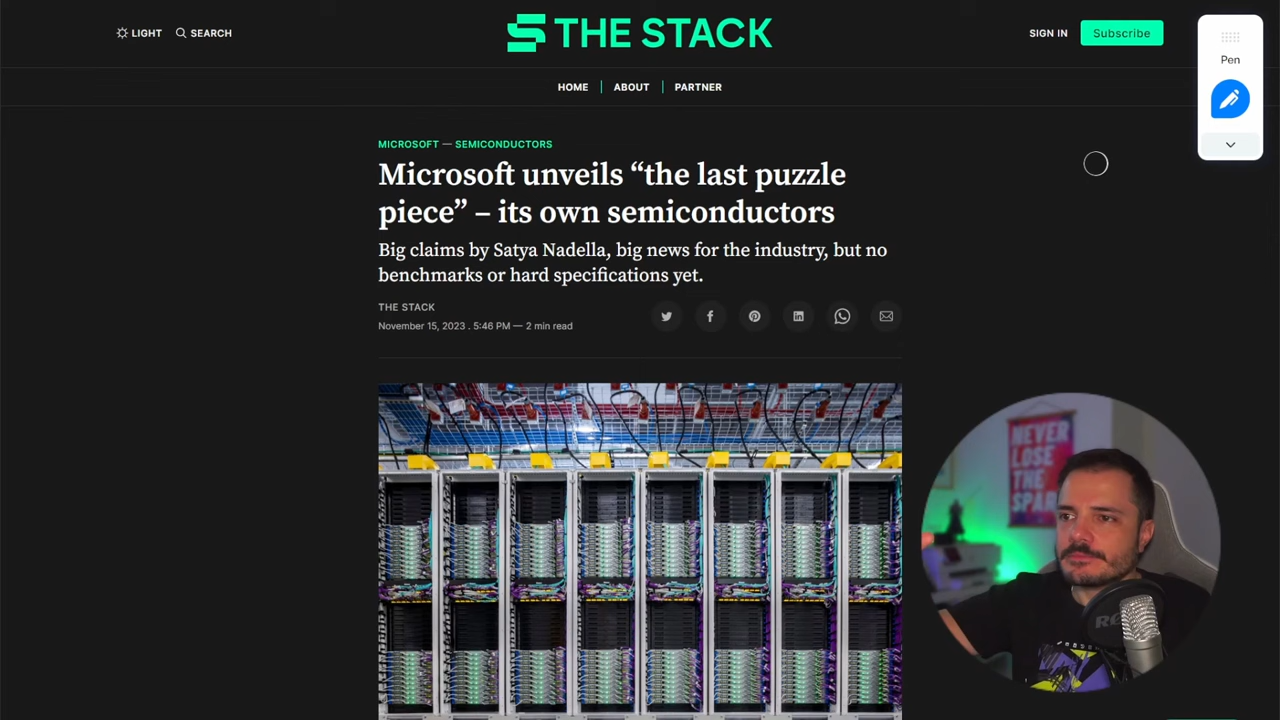 LIGHT
SEARCH
THE STACK
SIGN IN
Subscribe
Pen
HOME
ABOUT
PARTNER
MICROSOFT — SEMICONDUCTORS
Microsoft unveils “the last puzzle
piece” – its own semiconductors
Big claims by Satya Nadella, big news for the industry, but no
benchmarks or hard specifications yet.
THE STACK
November 15, 2023 . 5:46 PM — 2 min read
NEVER
LOSE
THE